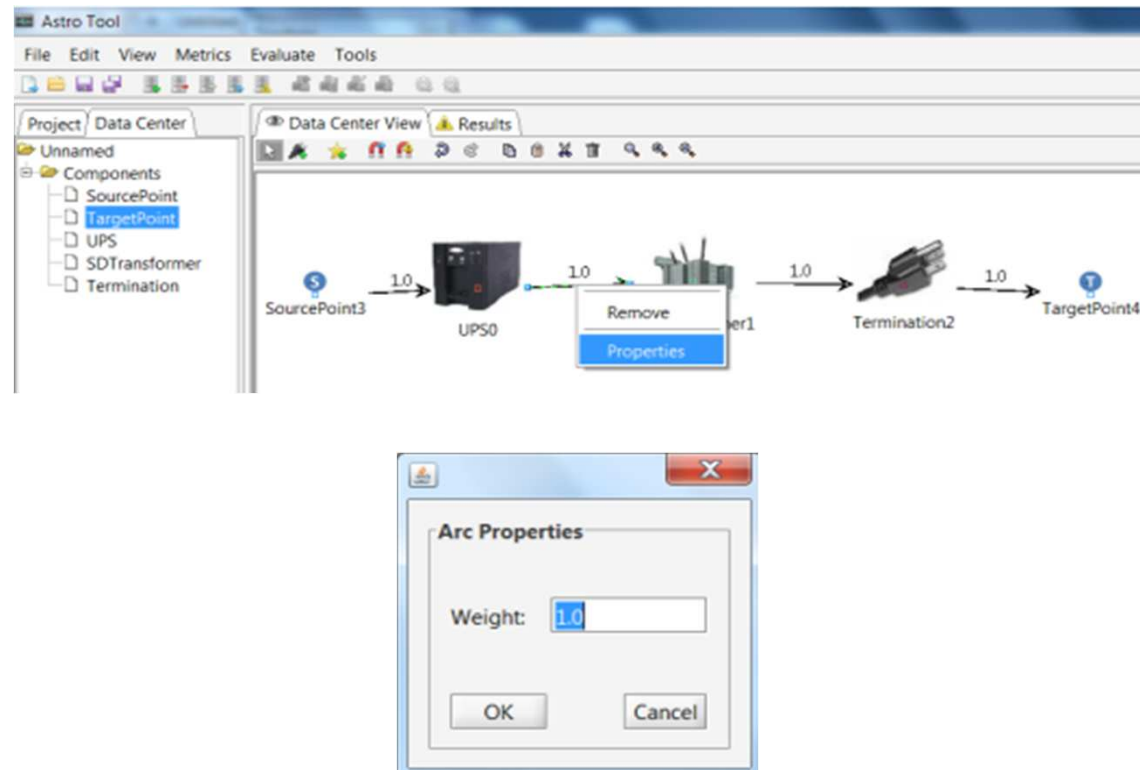 Astro Tool
File Edit View Metrics Evaluate Tools
Project Data Center
Data Center View Results
Unnamed
Components
SourcePoint
TargetPoint
UPS
SDTransformer
Termination
1.0 1.0 1.0 1.0
S T
SourcePoint3 UPS0 er1 Termination2 TargetPoint4
Remove
Properties
Arc Properties
Weight: 1.0
OK Cancel